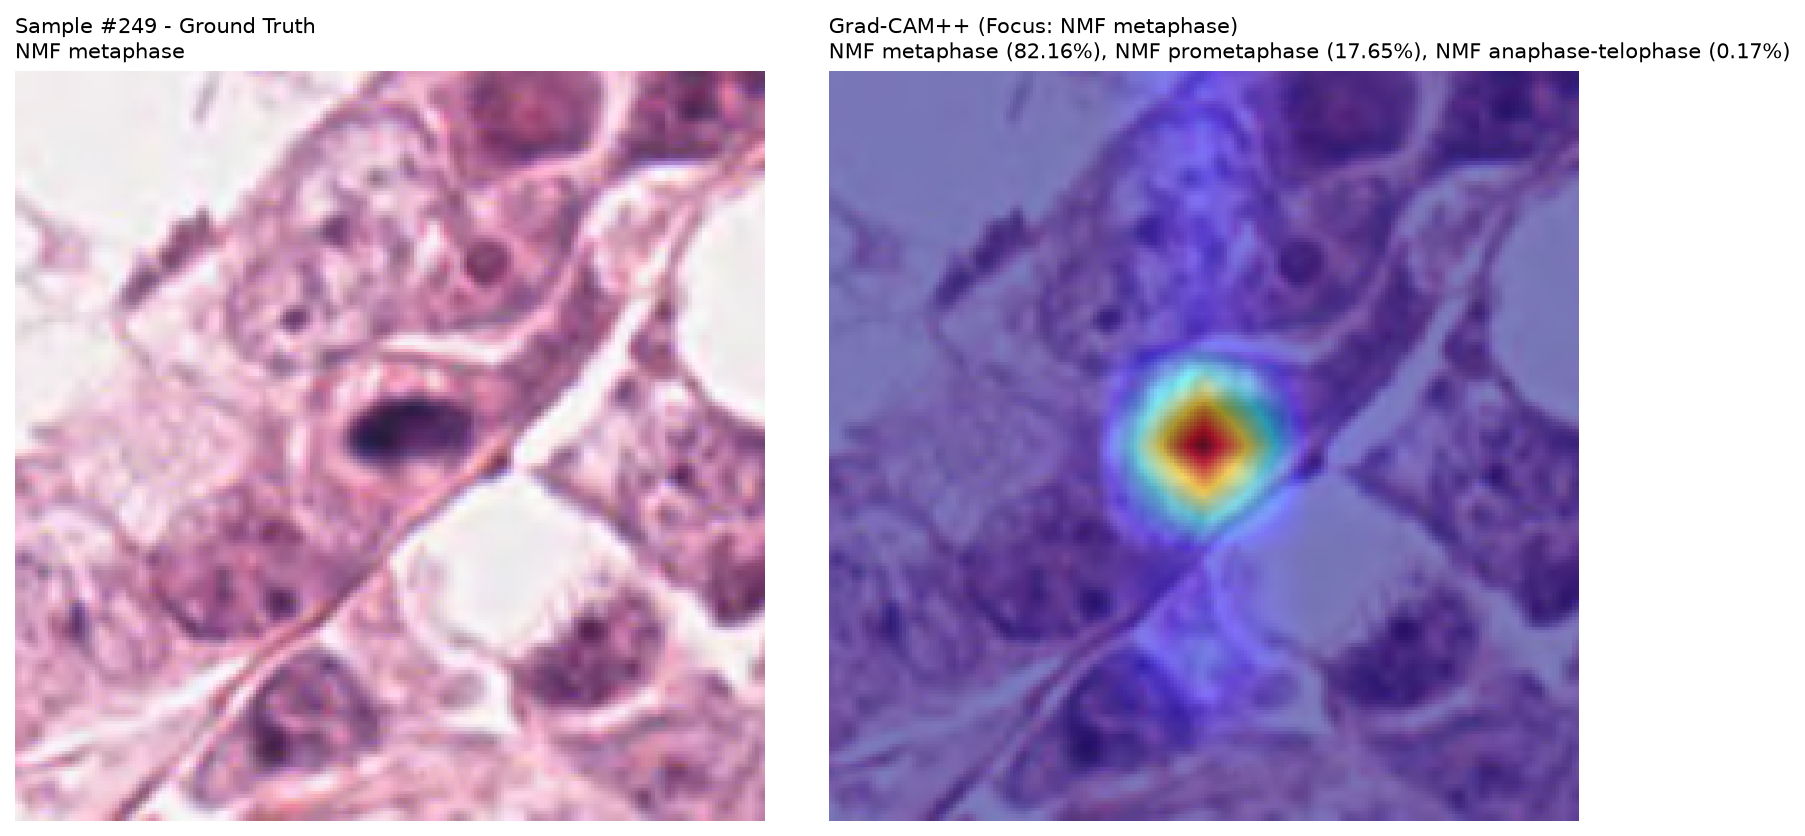 Sample #249 - Ground Truth
NMF metaphase
Grad-CAM++ (Focus: NMF metaphase)
NMF metaphase (82.16%), NMF prometaphase (17.65%), NMF anaphase-telophase (0.17%)